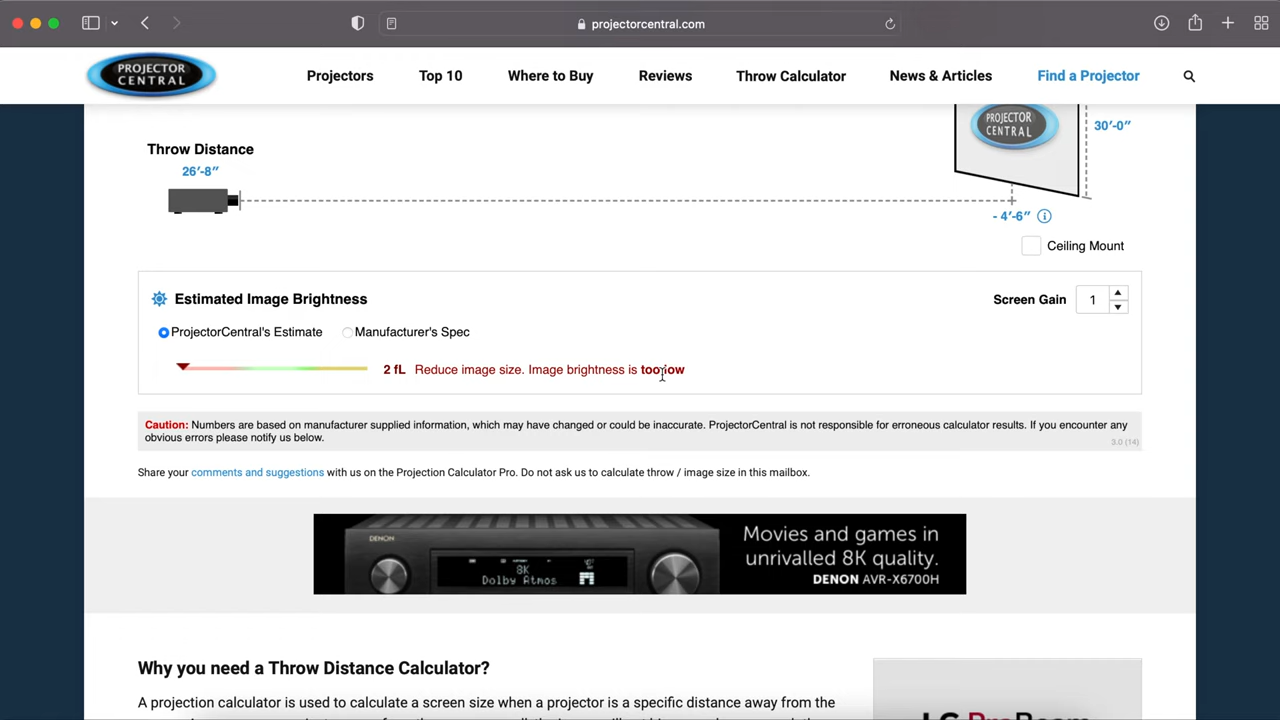 projectorcentral.com
PROJECTOR
CENTRAL
Projectors
Top 10
Where to Buy
Reviews
Throw Calculator
News & Articles
Find a Projector
PROJECTOR
CENTRAL
30'-0"
Throw Distance
26'-8"
- 4'-6"
Ceiling Mount
Estimated Image Brightness
Screen Gain
1
ProjectorCentral's Estimate
Manufacturer's Spec
2 fL Reduce image size. Image brightness is too low
Caution: Numbers are based on manufacturer supplied information, which may have changed or could be inaccurate. ProjectorCentral is not responsible for erroneous calculator results. If you encounter any
obvious errors please notify us below.
3.0 (14)
Share your comments and suggestions with us on the Projection Calculator Pro. Do not ask us to calculate throw / image size in this mailbox.
DENON
8K
Dolby Atmos
Movies and games in
unrivalled 8K quality.
DENON AVR-X6700H
Why you need a Throw Distance Calculator?
A projection calculator is used to calculate a screen size when a projector is a specific distance away from the